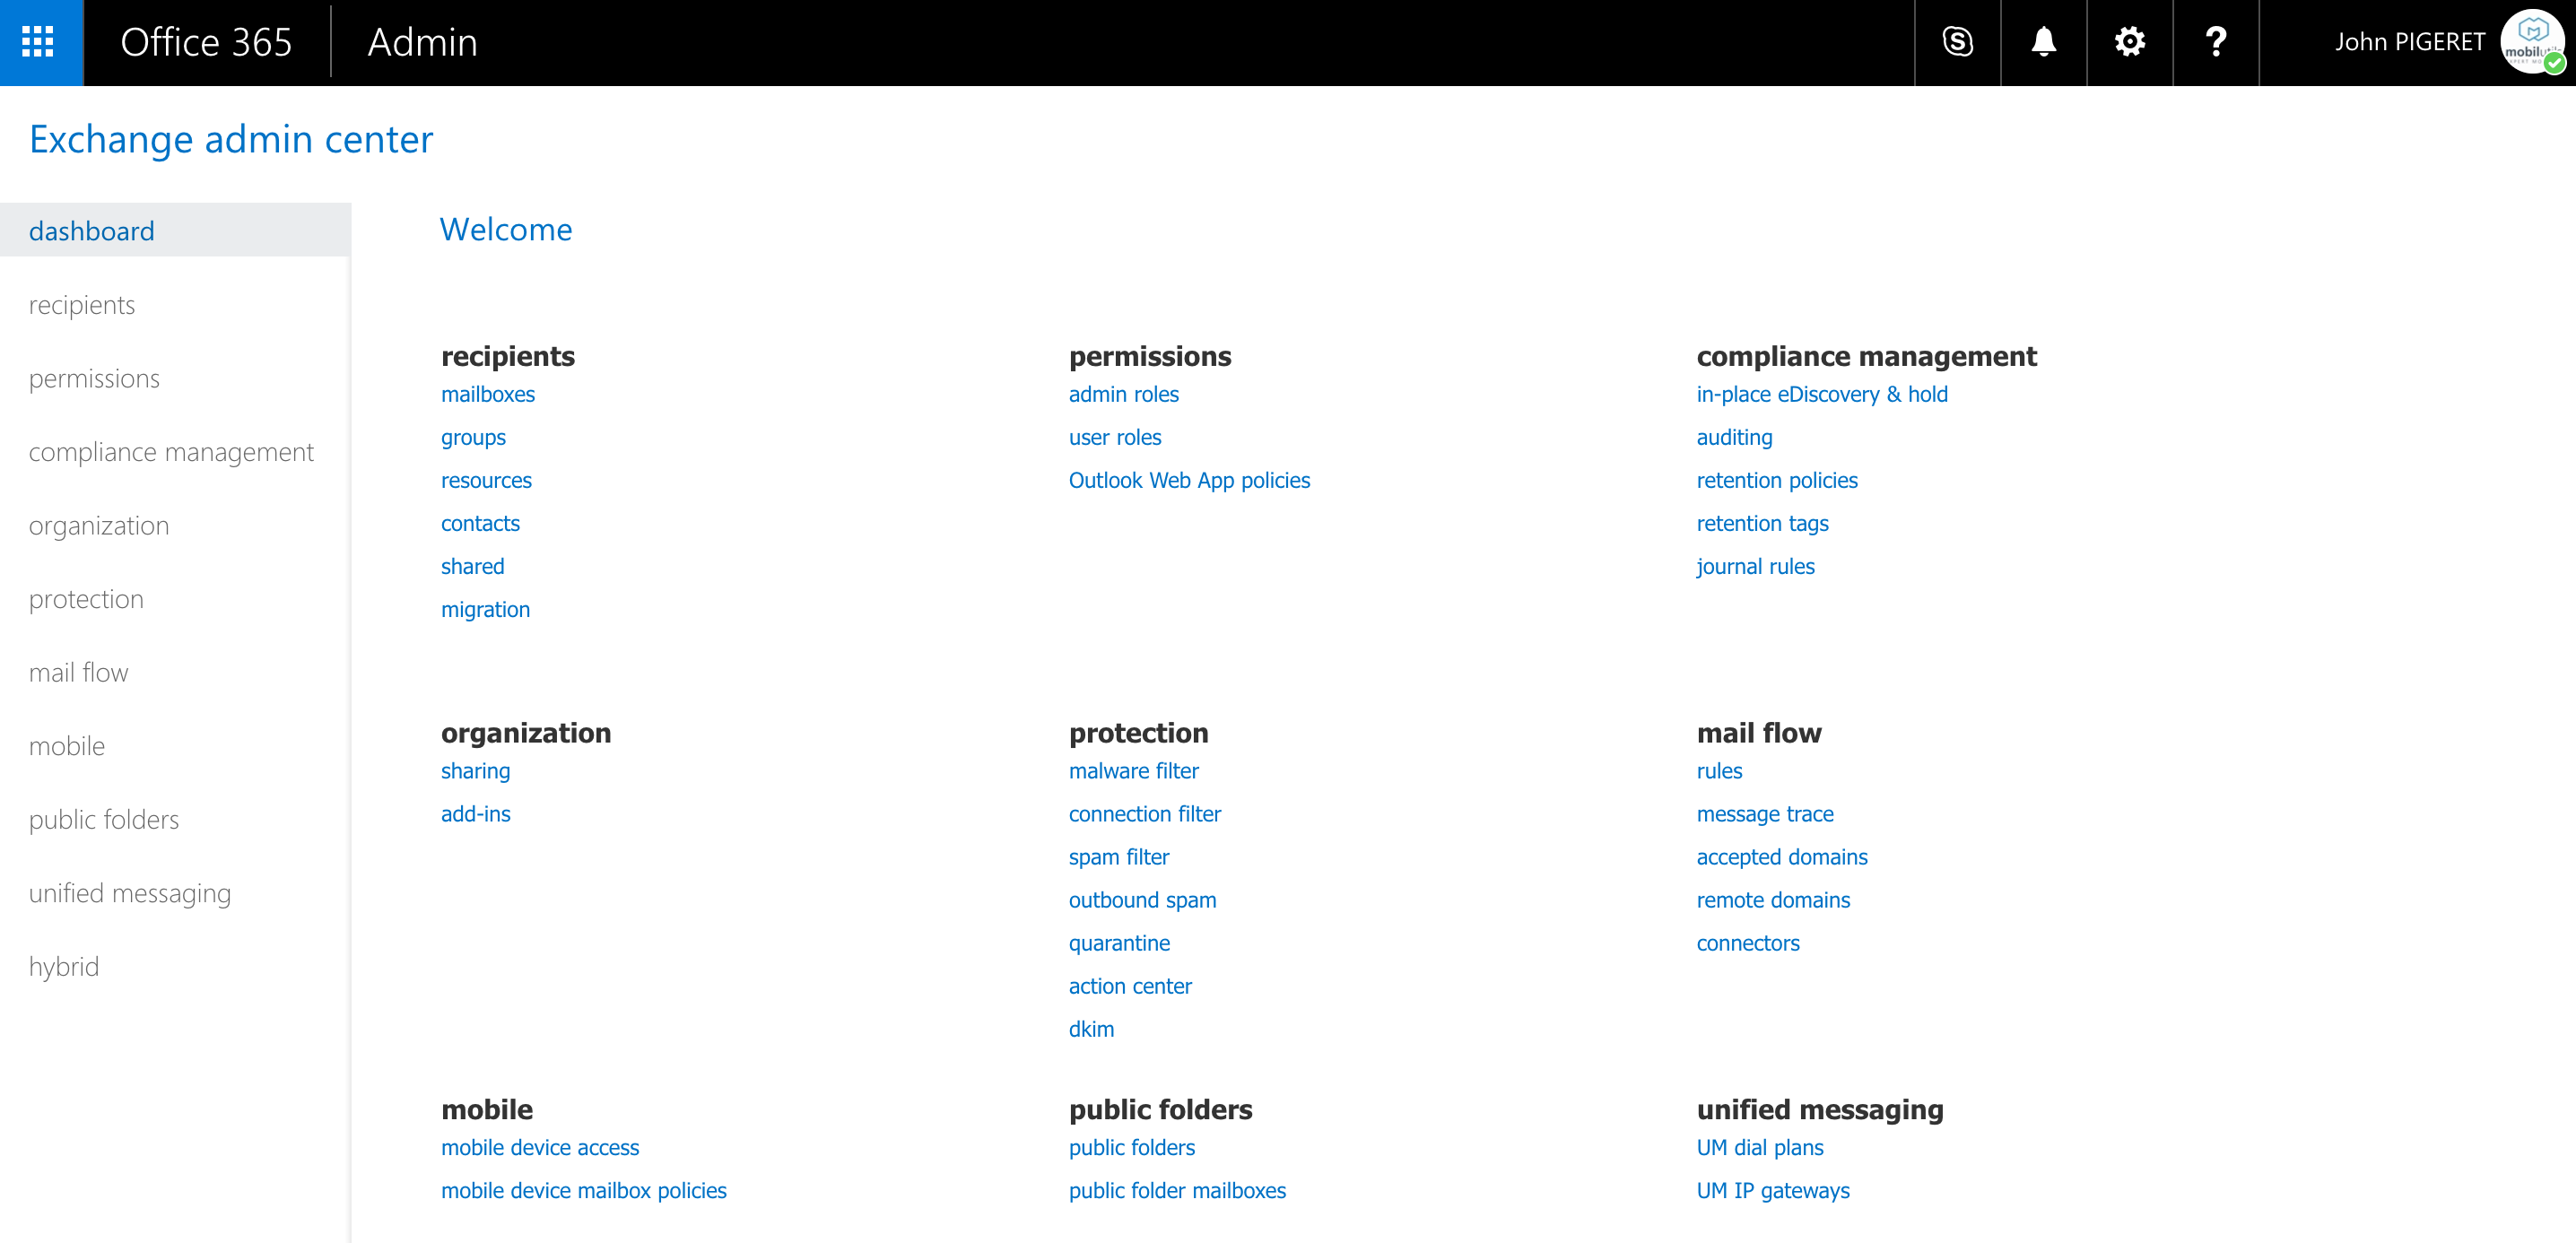 Office 365
Admin
John PIGERET
mobilutils
Exchange admin center
dashboard
recipients
permissions
compliance management
organization
protection
mail flow
mobile
public folders
unified messaging
hybrid
Welcome
recipients
mailboxes
groups
resources
contacts
shared
migration
permissions
admin roles
user roles
Outlook Web App policies
compliance management
in-place eDiscovery & hold
auditing
retention policies
retention tags
journal rules
organization
sharing
add-ins
protection
malware filter
connection filter
spam filter
outbound spam
quarantine
action center
dkim
mail flow
rules
message trace
accepted domains
remote domains
connectors
mobile
mobile device access
mobile device mailbox policies
public folders
public folders
public folder mailboxes
unified messaging
UM dial plans
UM IP gateways